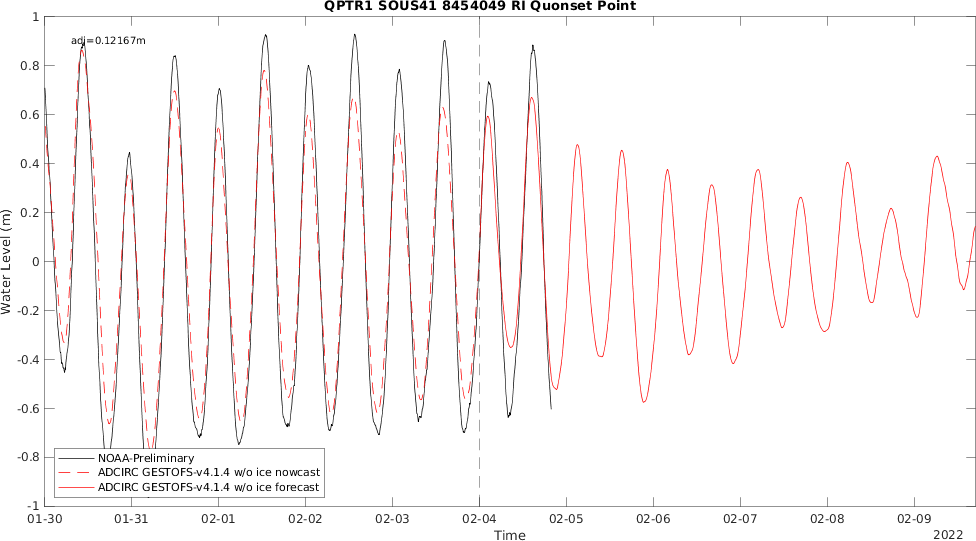 QPTR1 SOUS41 8454049 RI Quonset Point
adj=0.12167m
1
0.8
0.6
0.4
0.2
0
-0.2
-0.4
-0.6
-0.8
-1
Water Level (m)
NOAA-Preliminary
ADCIRC GESTOFS-v4.1.4 w/o ice nowcast
ADCIRC GESTOFS-v4.1.4 w/o ice forecast
01-30 01-31 02-01 02-02 02-03 02-04 02-05 02-06 02-07 02-08 02-09
Time
2022